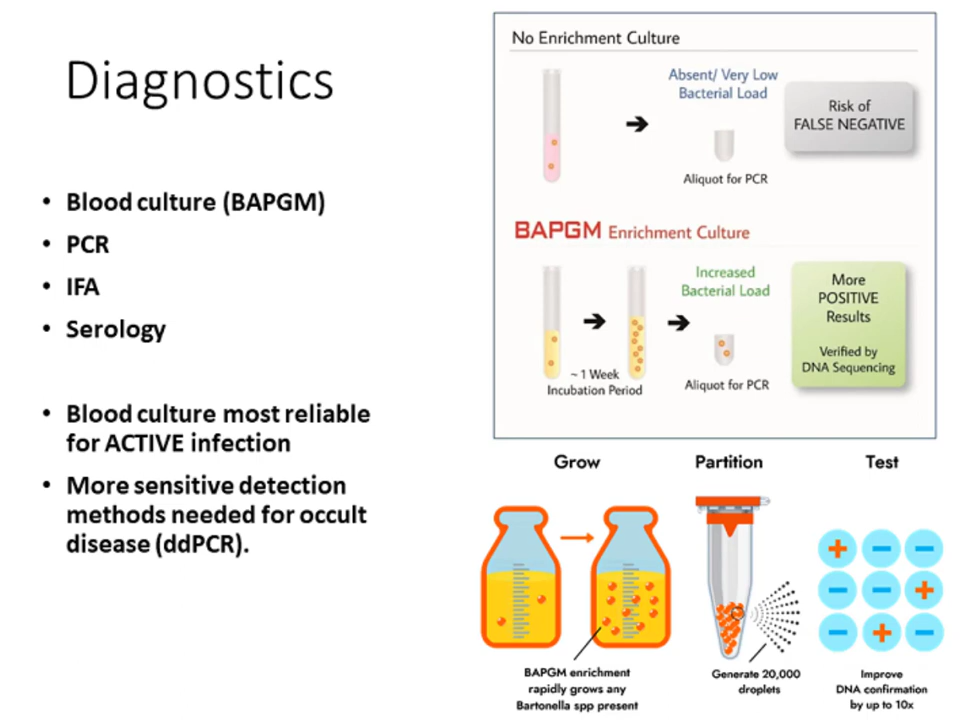 Diagnostics
• Blood culture (BAPGM)
• PCR
• IFA
• Serology
• Blood culture most reliable
for ACTIVE infection
• More sensitive detection
methods needed for occult
disease (ddPCR).
No Enrichment Culture
Absent/ Very Low
Bacterial Load
Aliquot for PCR
Risk of
FALSE NEGATIVE
BAPGM Enrichment Culture
~ 1 Week
Incubation Period
Increased
Bacterial Load
Aliquot for PCR
More
POSITIVE
Results
Verified by
DNA Sequencing
Grow
Partition
Test
BAPGM enrichment
rapidly grows any
Bartonella spp present
Generate 20,000
droplets
Improve
DNA confirmation
by up to 10x